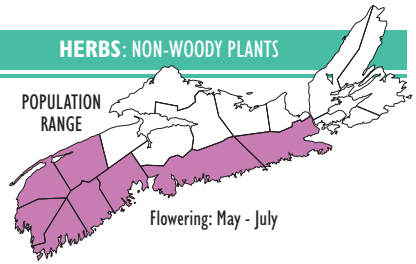 HERBS: NON-WOODY PLANTS
POPULATION
RANGE
Flowering: May - July